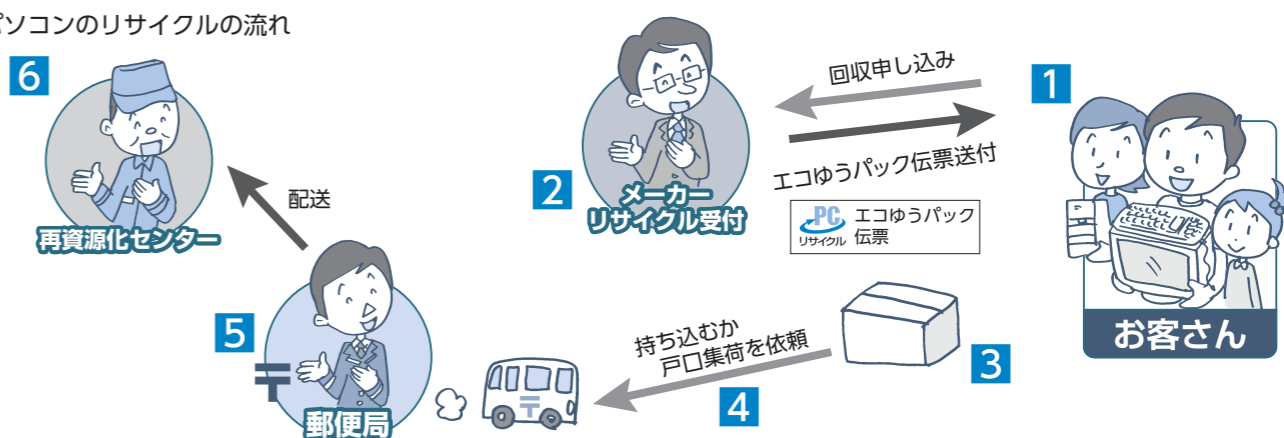 パソコンのリサイクルの流れ
6
再資源化センター
配送
2
メーカー
リサイクル受付
回収申し込み
エコゆうパック伝票送付
PC
リサイクル
エコゆうパック
伝票
1
お客さん
3
持ち込むか
戸口集荷を依頼
4
5
〒
郵便局
〒